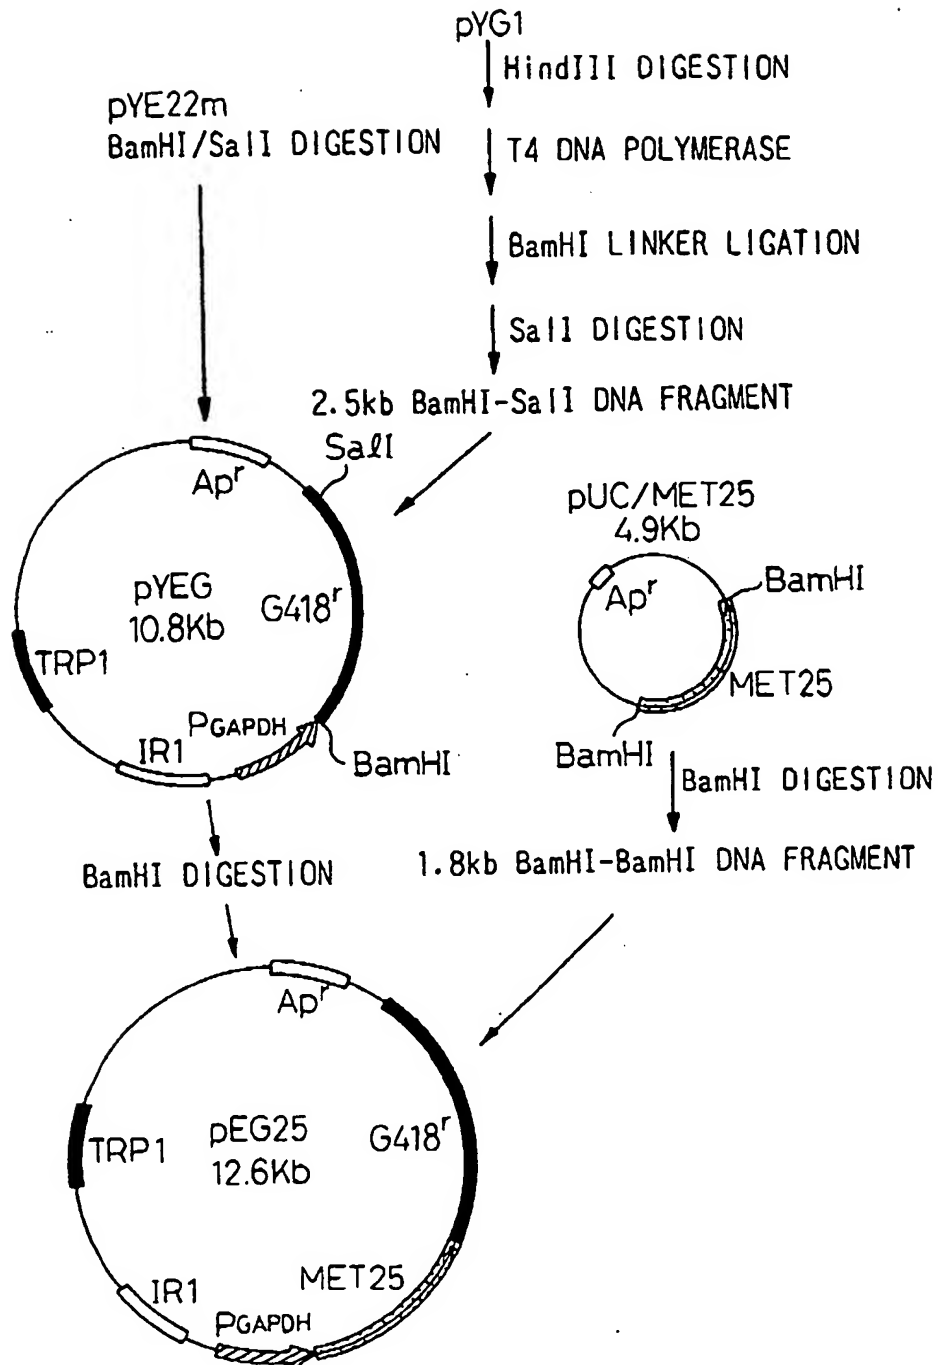 pYG1
HindIII DIGESTION
pYE22m
BamHI/SalI DIGESTION
T4 DNA POLYMERASE
BamHI LINKER LIGATION
SalI DIGESTION
2.5kb BamHI-SalI DNA FRAGMENT
SalI
Apr
pYEG
10.8Kb
G418r
TRP1
PGAPDH
IR1
BamHI
pUC/MET25
4.9Kb
Apr
BamHI
MET25
BamHI
BamHI DIGESTION
1.8kb BamHI-BamHI DNA FRAGMENT
BamHI DIGESTION
Apr
pEG25
12.6Kb
G418r
TRP1
MET25
IR1
PGAPDH